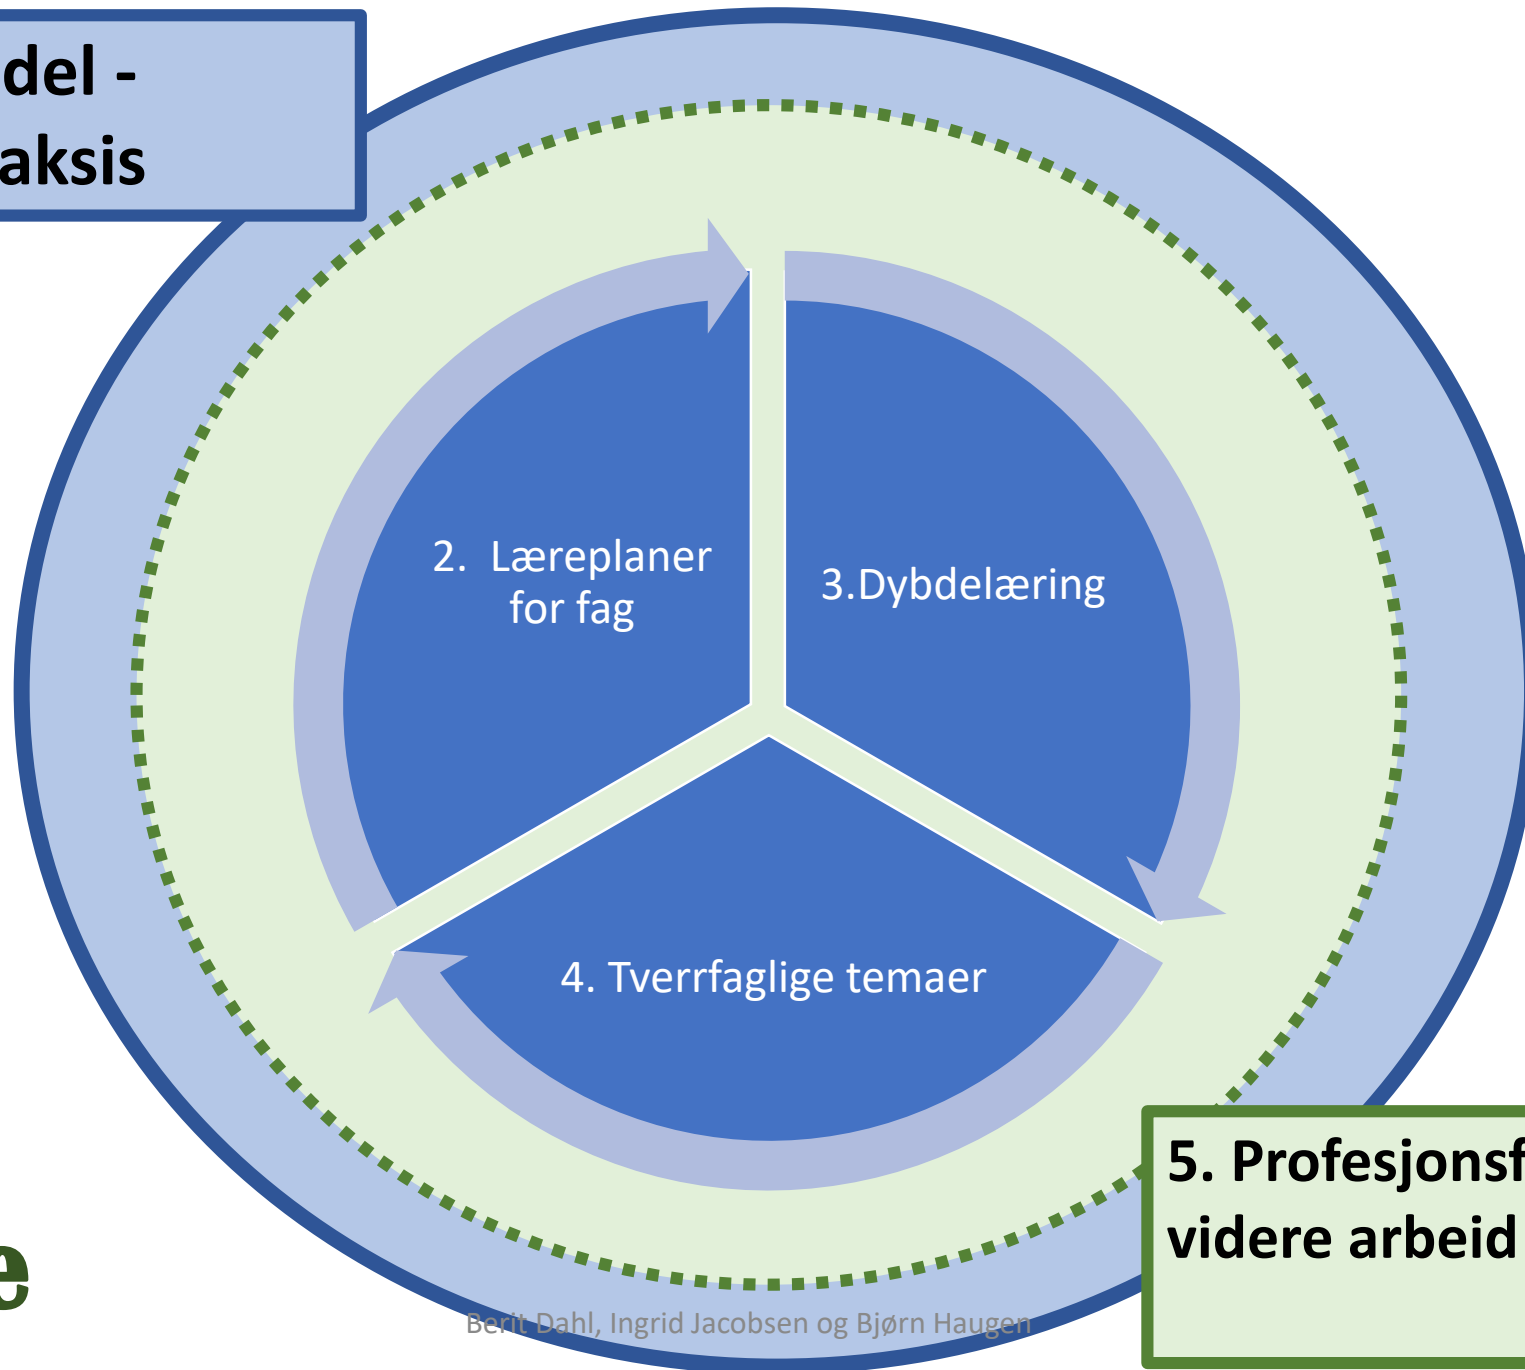 del -
aksis
2. Læreplaner
for fag
3.Dybdelæring
4. Tverrfaglige temaer
5. Profesjonsf
videre arbeid
e
Berit Dahl, Ingrid Jacobsen og Bjørn Haugen